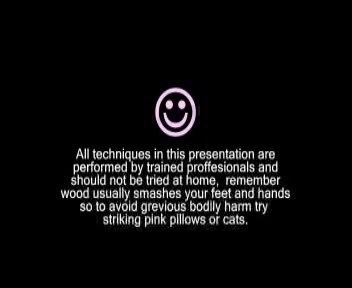 All techniques in this presentation are
performed by trained proffesionals and
should not be tried at home, remember
wood usually smashes your feet and hands
so to avoid grevious bodily harm try
striking pink pillows or cats.